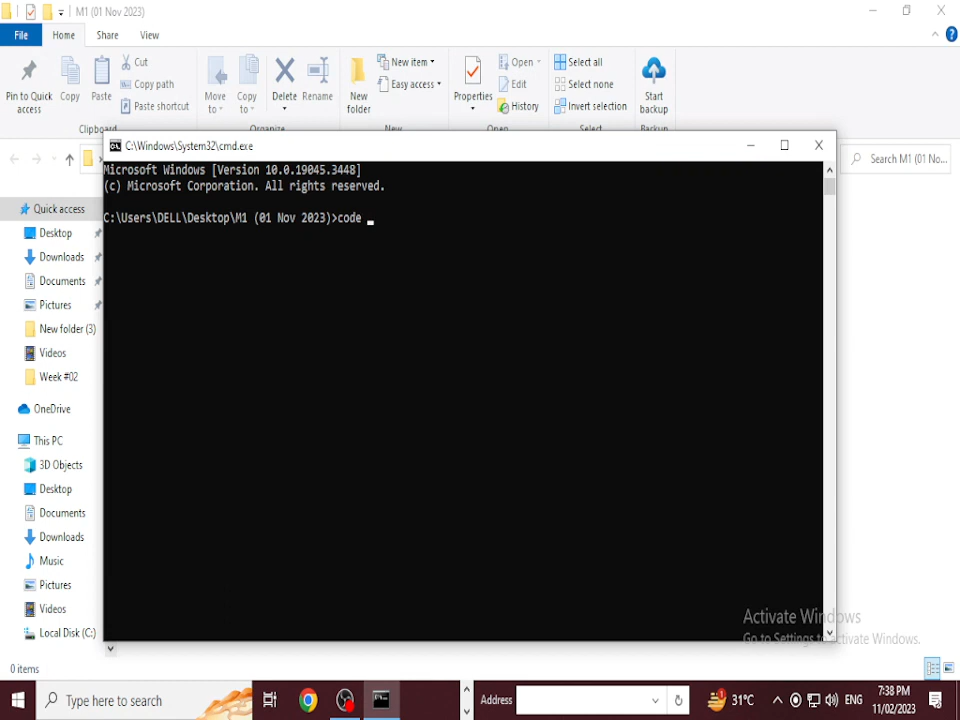 M1 (01 Nov 2023)
File Home Share View
Pin to Quick access
Copy
Paste
Cut
Copy path
Paste shortcut
Move to
Copy to
Delete
Rename
New folder
New item
Easy access
Properties
Open
Edit
History
Select all
Select none
Invert selection
Start backup
Clipboard Organize New Open Select Backup
C:\Windows\System32\cmd.exe
Search M1 (01 No...
Microsoft Windows [Version 10.0.19045.3448]
(c) Microsoft Corporation. All rights reserved.
C:\Users\DELL\Desktop\M1 (01 Nov 2023)>code _
Quick access
Desktop
Downloads
Documents
Pictures
New folder (3)
Videos
Week #02
OneDrive
This PC
3D Objects
Desktop
Documents
Downloads
Music
Pictures
Videos
Local Disk (C:)
Activate Windows
Go to Settings to activate Windows.
0 items
Type here to search
Address
1
31°C
ENG
7:38 PM
11/02/2023